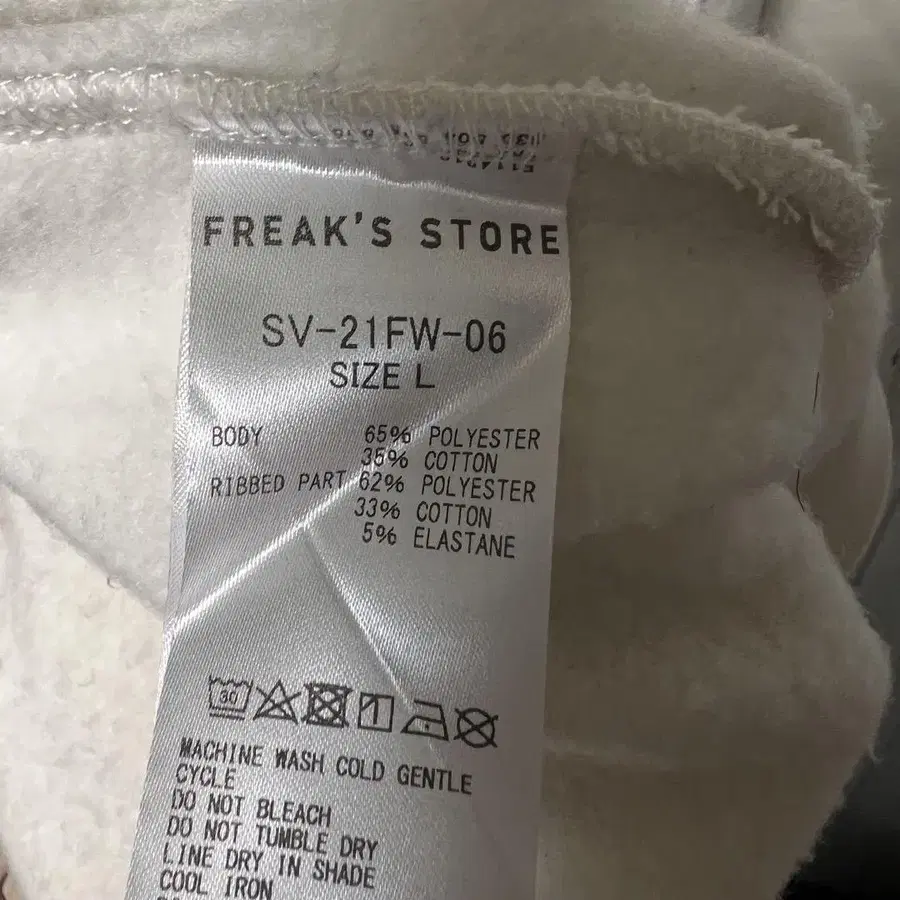 FREAK'S STORE
SV-21FW-06
SIZE L
BODY 65% POLYESTER
35% COTTON
RIBBED PART 62% POLYESTER
33% COTTON
5% ELASTANE
30
MACHINE WASH COLD GENTLE
CYCLE
DO NOT BLEACH
DO NOT TUMBLE DRY
LINE DRY IN SHADE
COOL IRON